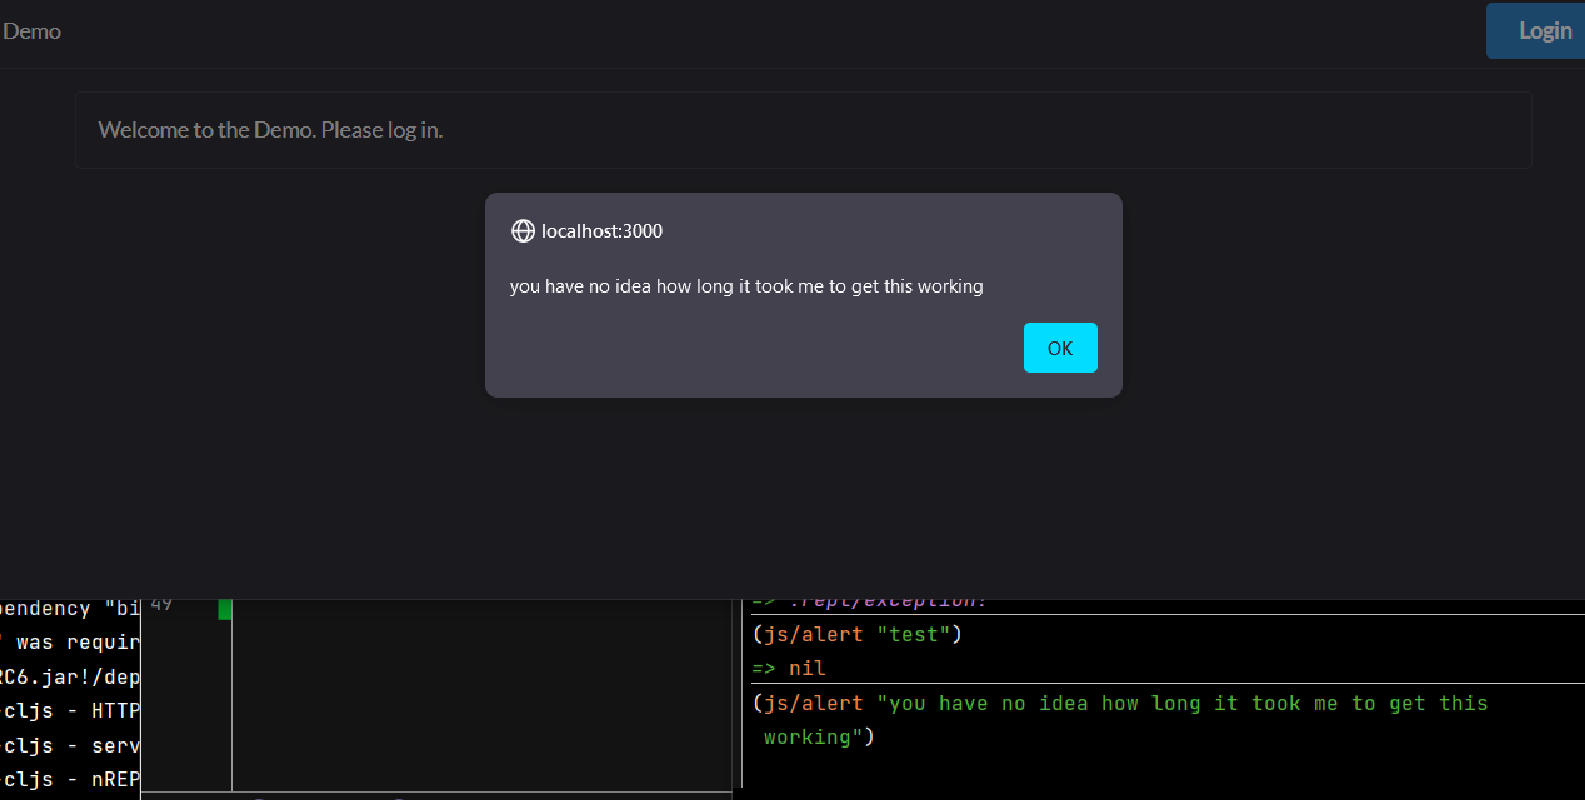 Demo
Login
Welcome to the Demo. Please log in.
localhost:3000
you have no idea how long it took me to get this working
OK
pendency "bi
was requir
RC6.jar!/dep
-cljs - HTTP
-cljs - serv
-cljs - nREP
49
=> :repl/exception!
(js/alert "test")
=> nil
(js/alert "you have no idea how long it took me to get this
working")